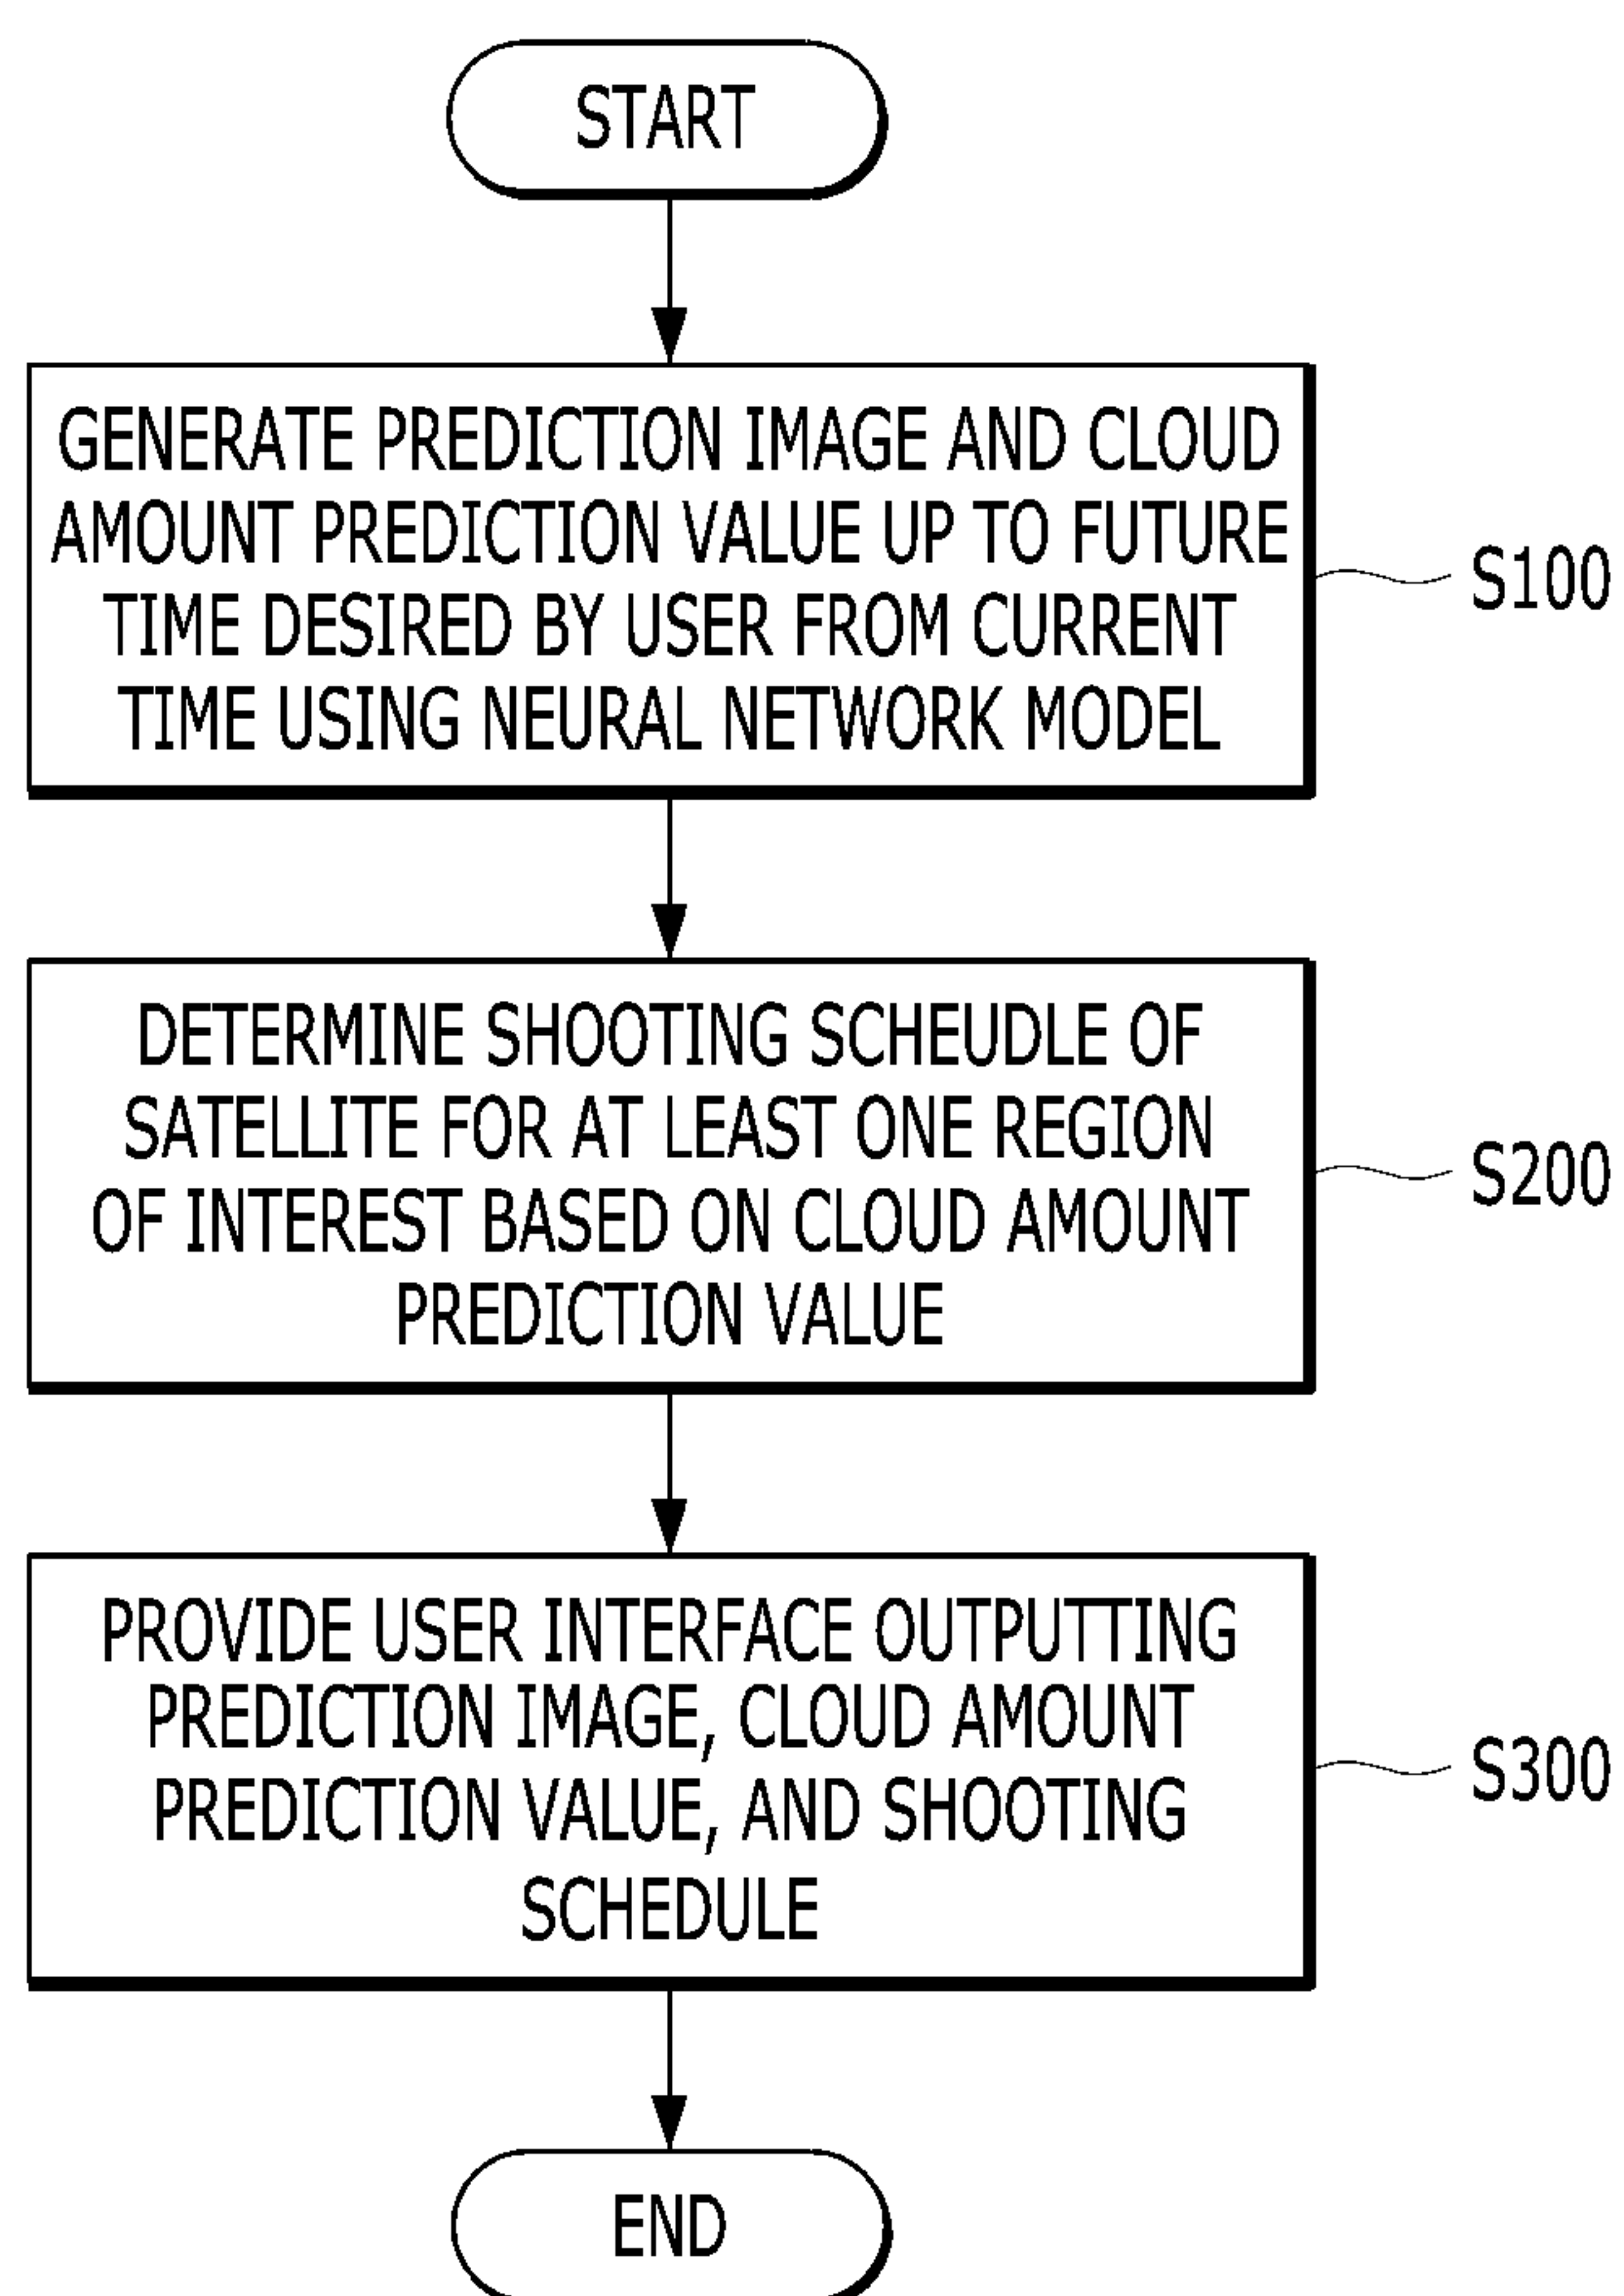 START
GENERATE PREDICTION IMAGE AND CLOUD
AMOUNT PREDICTION VALUE UP TO FUTURE
TIME DESIRED BY USER FROM CURRENT
TIME USING NEURAL NETWORK MODEL
S100
DETERMINE SHOOTING SCHEUDLE OF
SATELLITE FOR AT LEAST ONE REGION
OF INTEREST BASED ON CLOUD AMOUNT
PREDICTION VALUE
S200
PROVIDE USER INTERFACE OUTPUTTING
PREDICTION IMAGE, CLOUD AMOUNT
PREDICTION VALUE, AND SHOOTING
SCHEDULE
S300
END